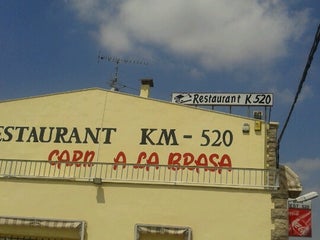 Restaurant K 520
ESTAURANT KM - 520
CARN A LA BRASA